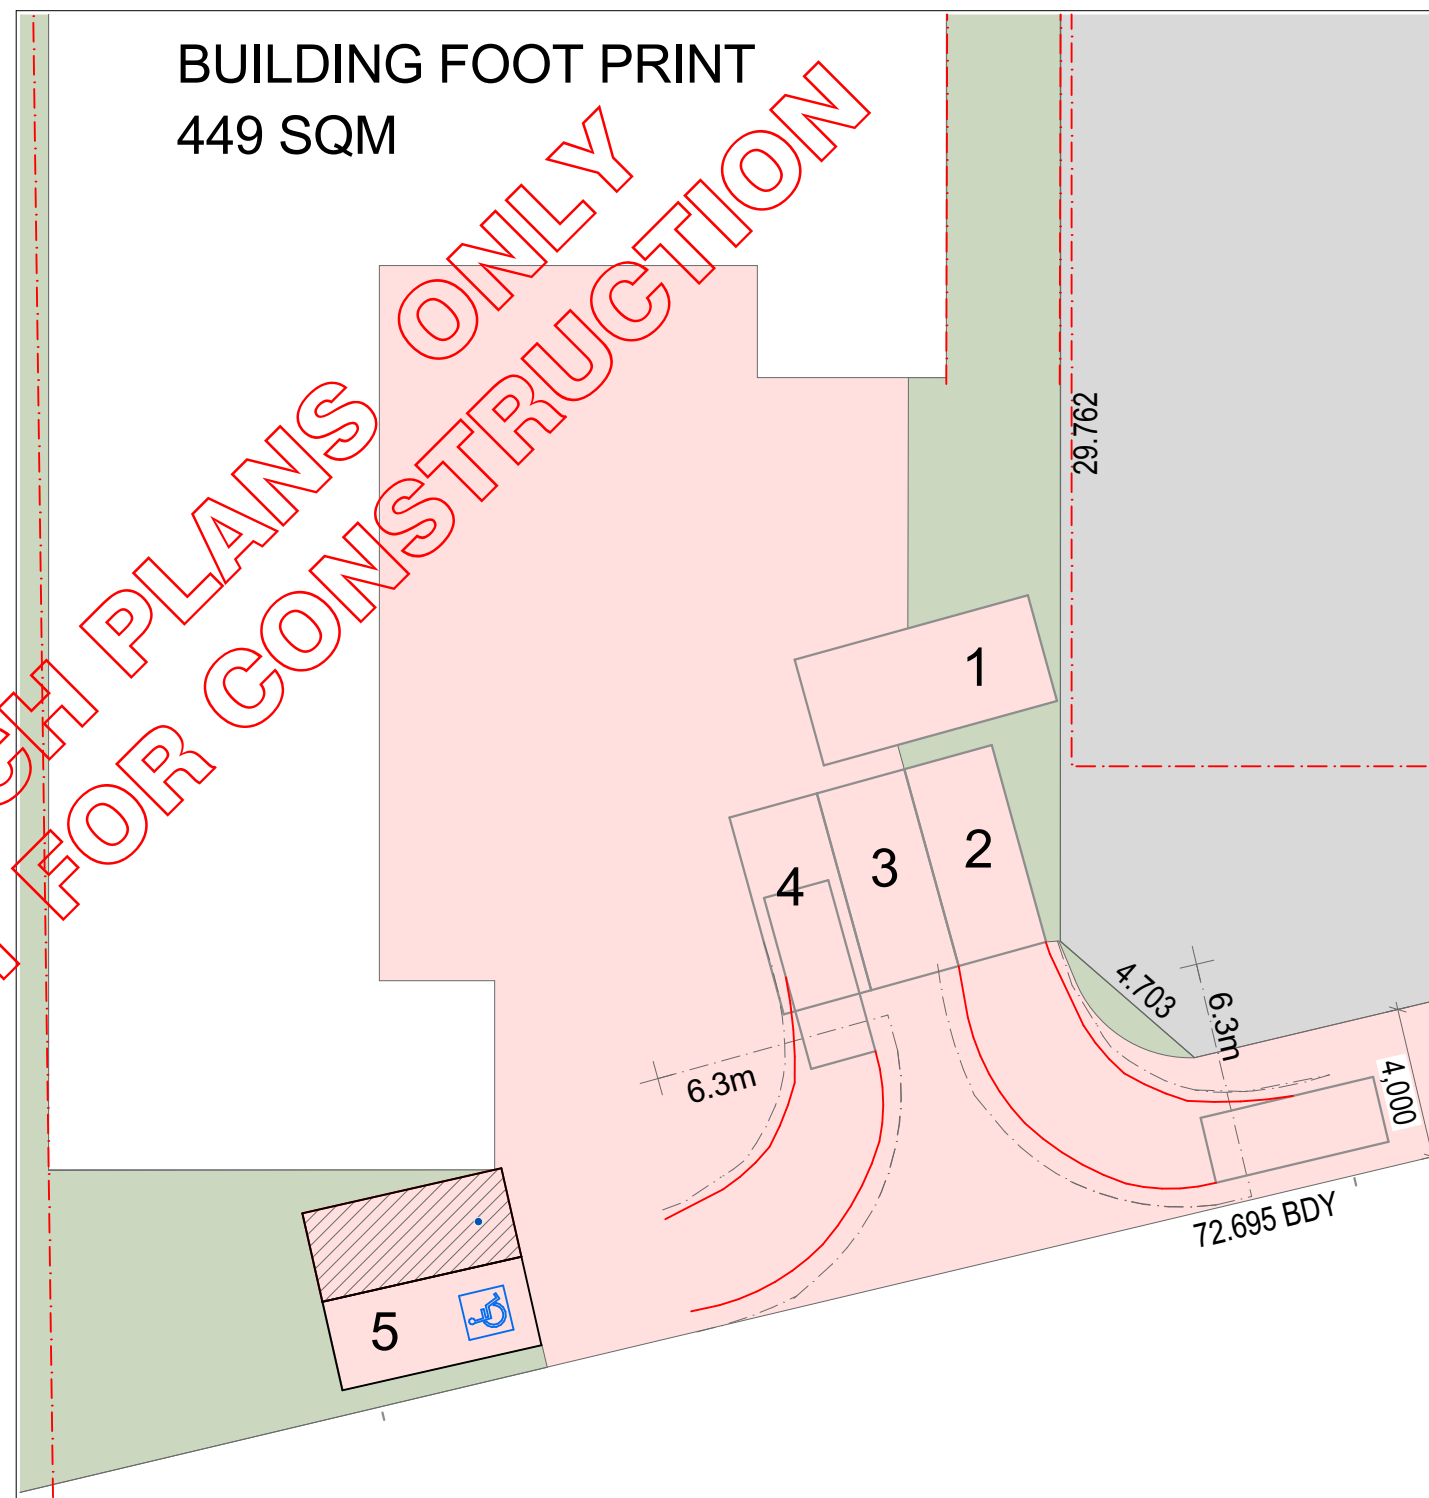 BUILDING FOOT PRINT
449 SQM
CH PLANS ONLY
FOR CONSTRUCTION
29.762
1
2
3
4
4.703
6.3m
6.3m
4,000
72.695 BDY
5